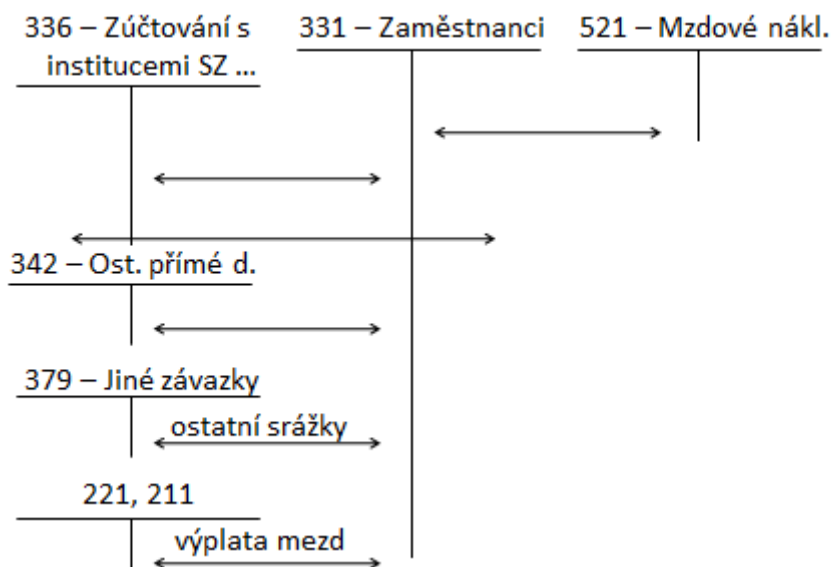 336 – Zúčtování s
institucemi SZ ...
331 – Zaměstnanci
521 – Mzdové nákl.
342 – Ost. přímé d.
379 – Jiné závazky
ostatní srážky
221, 211
výplata mezd